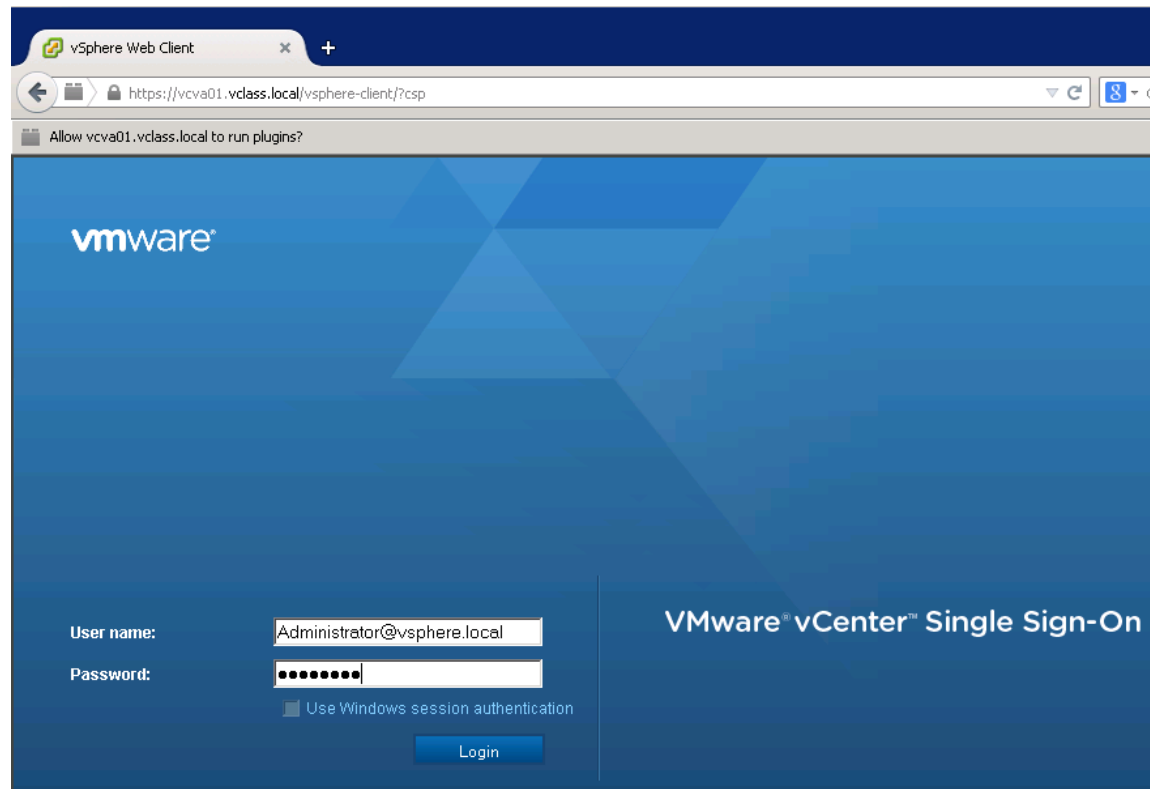 vSphere Web Client
https://vcva01.vclass.local/vsphere-client/?csp
Allow vcva01.vclass.local to run plugins?
vmware®
User name: Administrator@vsphere.local
VMware® vCenter™ Single Sign-On
Password: ●●●●●●●●
Use Windows session authentication
Login